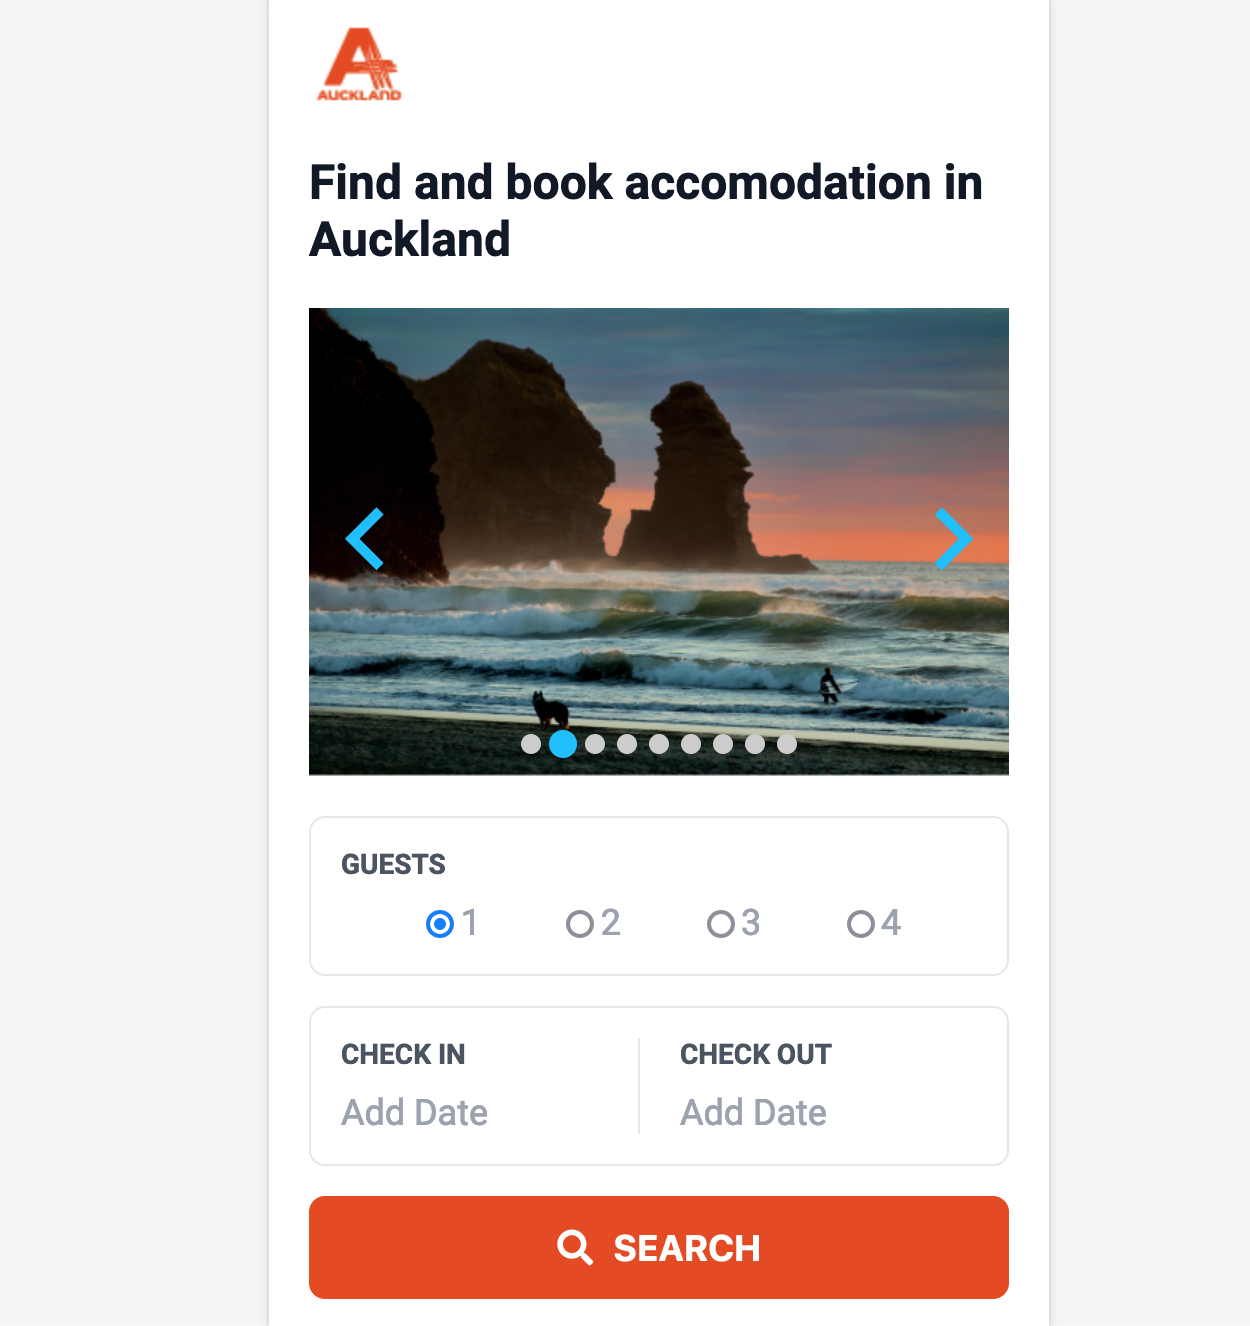 AUCKLAND
Find and book accomodation in
Auckland
GUESTS
1 2 3 4
CHECK IN CHECK OUT
Add Date Add Date
SEARCH